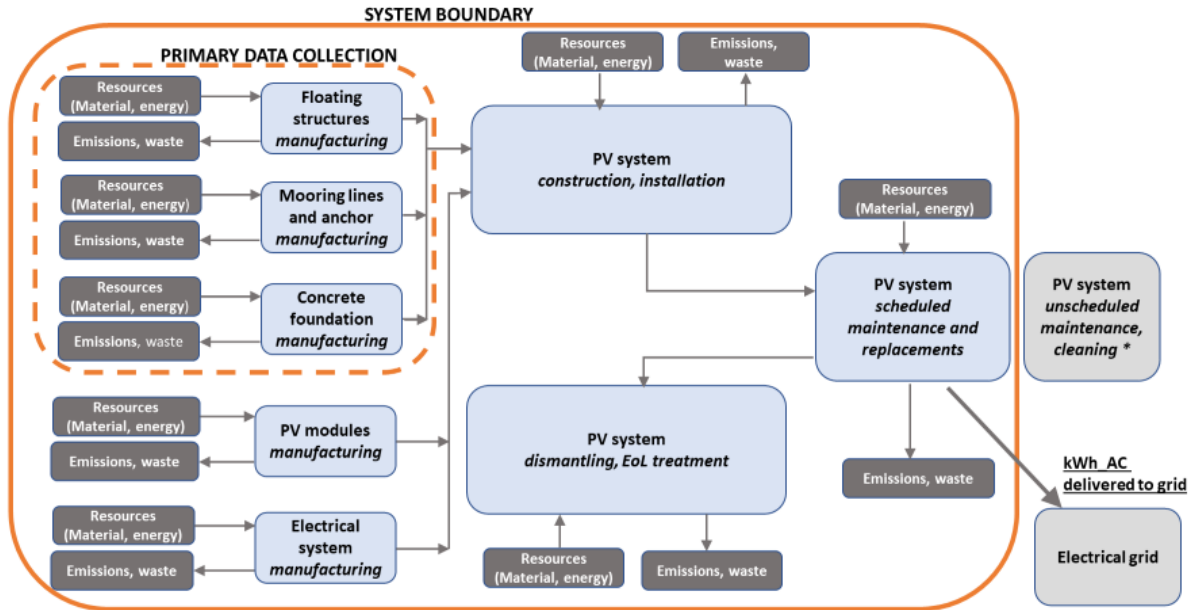 SYSTEM BOUNDARY
PRIMARY DATA COLLECTION
Resources
(Material, energy)
Emissions, waste
Floating
structures
manufacturing
Resources
(Material, energy)
Emissions, waste
Mooring lines
and anchor
manufacturing
Resources
(Material, energy)
Emissions, waste
Concrete
foundation
manufacturing
Resources
(Material, energy)
Emissions, waste
PV modules
manufacturing
Resources
(Material, energy)
Emissions, waste
Electrical
system
manufacturing
Resources
(Material, energy)
Emissions,
waste
PV system
construction, installation
Resources
(Material, energy)
PV system
scheduled
maintenance and
replacements
Emissions, waste
PV system
unscheduled
maintenance,
cleaning *
PV system
dismantling, EoL treatment
Resources
(Material, energy)
Emissions, waste
kWh_AC
delivered to grid
Electrical grid